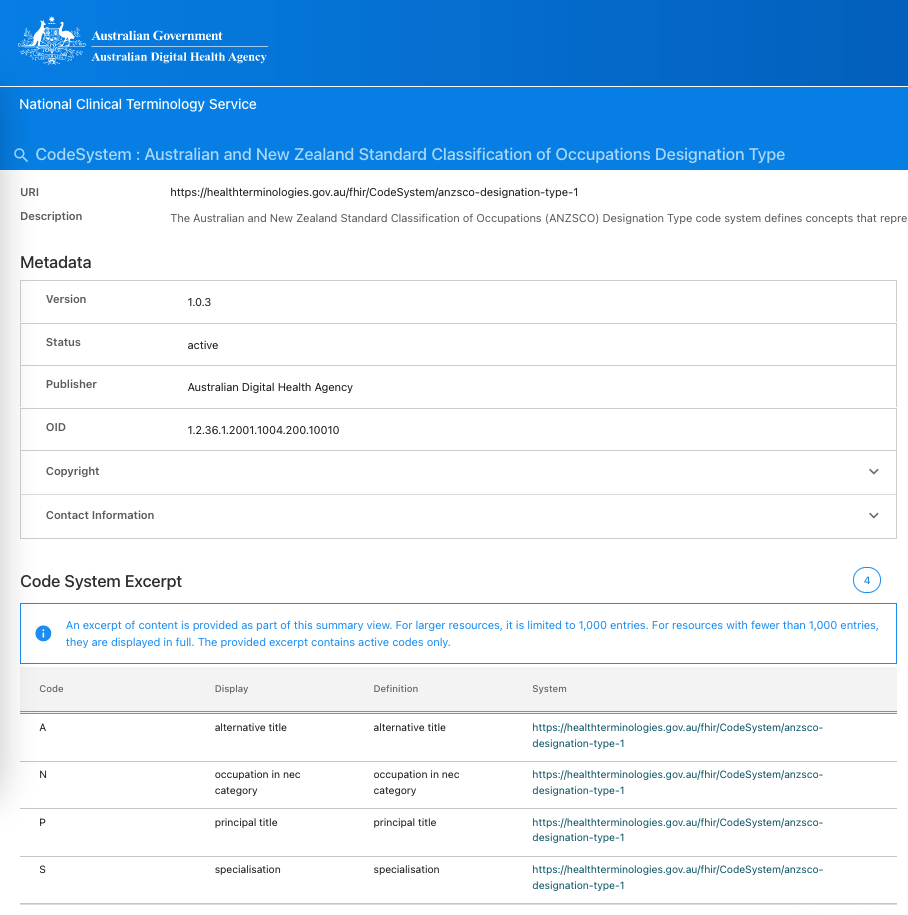 Australian Government
Australian Digital Health Agency
National Clinical Terminology Service
CodeSystem : Australian and New Zealand Standard Classification of Occupations Designation Type
URI https://healthterminologies.gov.au/fhir/CodeSystem/anzsco-designation-type-1
Description The Australian and New Zealand Standard Classification of Occupations (ANZSCO) Designation Type code system defines concepts that repre
Metadata
Version 1.0.3
Status active
Publisher Australian Digital Health Agency
OID 1.2.36.1.2001.1004.200.10010
Copyright
Contact Information
Code System Excerpt 4
An excerpt of content is provided as part of this summary view. For larger resources, it is limited to 1,000 entries. For resources with fewer than 1,000 entries,
they are displayed in full. The provided excerpt contains active codes only.
Code Display Definition System
A alternative title alternative title https://healthterminologies.gov.au/fhir/CodeSystem/anzsco-
designation-type-1
N occupation in nec occupation in nec https://healthterminologies.gov.au/fhir/CodeSystem/anzsco-
category category designation-type-1
P principal title principal title https://healthterminologies.gov.au/fhir/CodeSystem/anzsco-
designation-type-1
S specialisation specialisation https://healthterminologies.gov.au/fhir/CodeSystem/anzsco-
designation-type-1